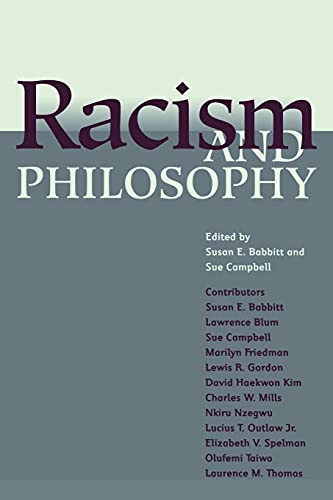 Racism
AND
PHILOSOPHY
Edited by
Susan E. Babbitt and
Sue Campbell
Contributors
Susan E. Babbitt
Lawrence Blum
Sue Campbell
Marilyn Friedman
Lewis R. Gordon
David Haekwon Kim
Charles W. Mills
Nkiru Nzegwu
Lucius T. Outlaw Jr.
Elizabeth V. Spelman
Olufemi Taiwo
Laurence M. Thomas